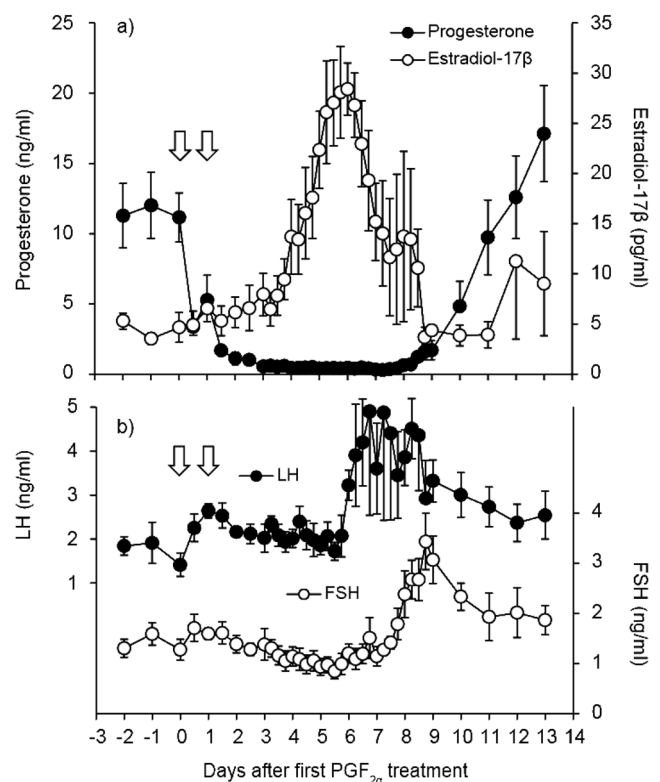 a)
Progesterone
Estradiol-17β
25
20
15
10
5
0
Progesterone (ng/ml)
35
30
25
20
15
10
5
0
Estradiol-17β (pg/ml)
b)
LH
FSH
5
4
3
2
1
LH (ng/ml)
4
3
2
1
0
FSH (ng/ml)
-3 -2 -1 0 1 2 3 4 5 6 7 8 9 10 11 12 13 14
Days after first PGF2α treatment